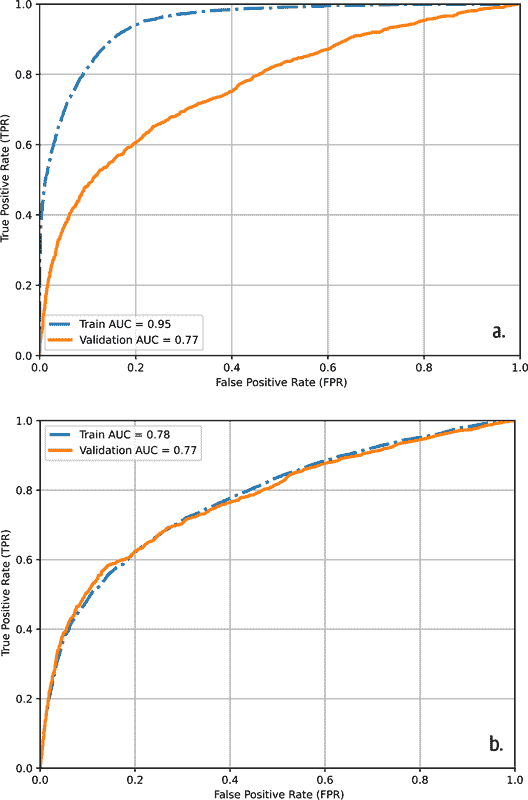 1.0
0.8
0.6
0.4
0.2
0.0
True Positive Rate (TPR)
Train AUC = 0.95
Validation AUC = 0.77
a.
0.0 0.2 0.4 0.6 0.8 1.0
False Positive Rate (FPR)
1.0
0.8
0.6
0.4
0.2
0.0
True Positive Rate (TPR)
Train AUC = 0.78
Validation AUC = 0.77
b.
0.0 0.2 0.4 0.6 0.8 1.0
False Positive Rate (FPR)